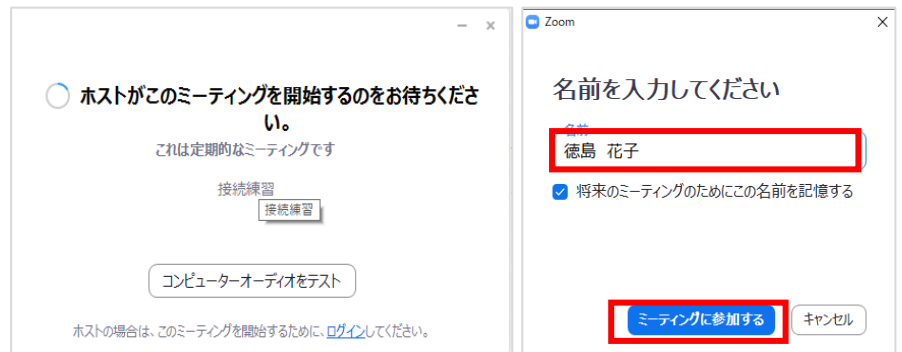 ホストがこのミーティングを開始するのをお待ちくださ
い。
これは定期的なミーティングです
接続練習
接続練習
コンピューターオーディオをテスト
ホストの場合は、このミーティングを開始するために、ログインしてください。
Zoom
名前を入力してください
名前
徳島 花子
将来のミーティングのためにこの名前を記憶する
ミーティングに参加する
キャンセル